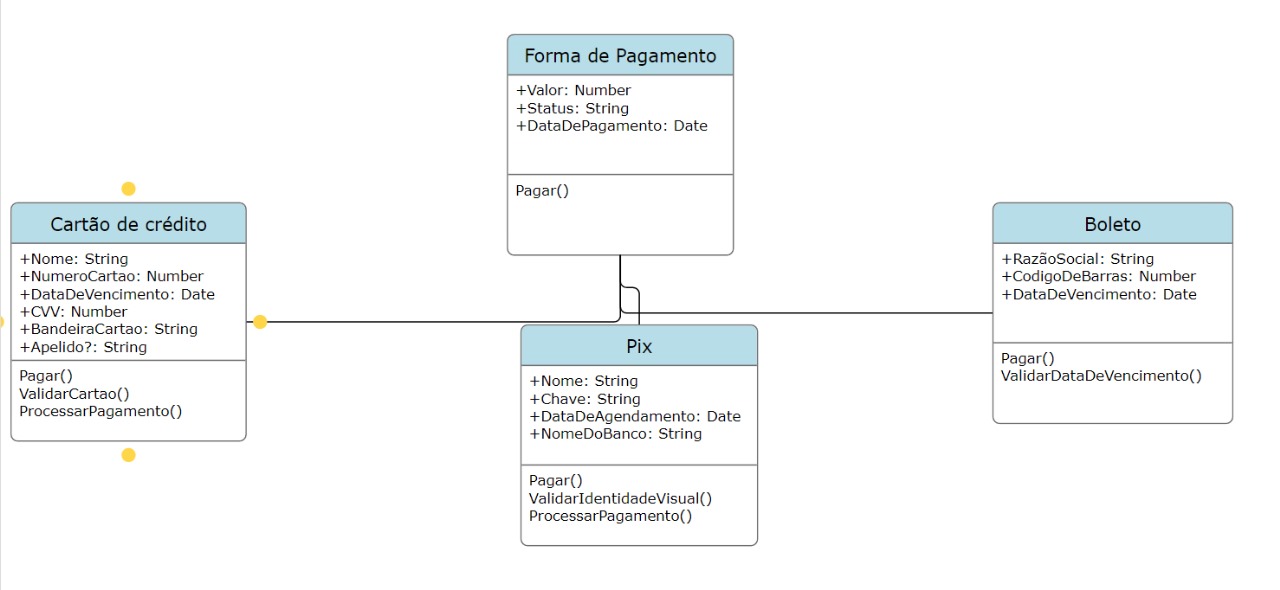 Forma de Pagamento
+Valor: Number
+Status: String
+DataDePagamento: Date
Pagar()
Cartão de crédito
+Nome: String
+NumeroCartao: Number
+DataDeVencimento: Date
+CVV: Number
+BandeiraCartao: String
+Apelido?: String
Pagar()
ValidarCartao()
ProcessarPagamento()
Pix
+Nome: String
+Chave: String
+DataDeAgendamento: Date
+NomeDoBanco: String
Pagar()
ValidarIdentidadeVisual()
ProcessarPagamento()
Boleto
+RazãoSocial: String
+CodigoDeBarras: Number
+DataDeVencimento: Date
Pagar()
ValidarDataDeVencimento()